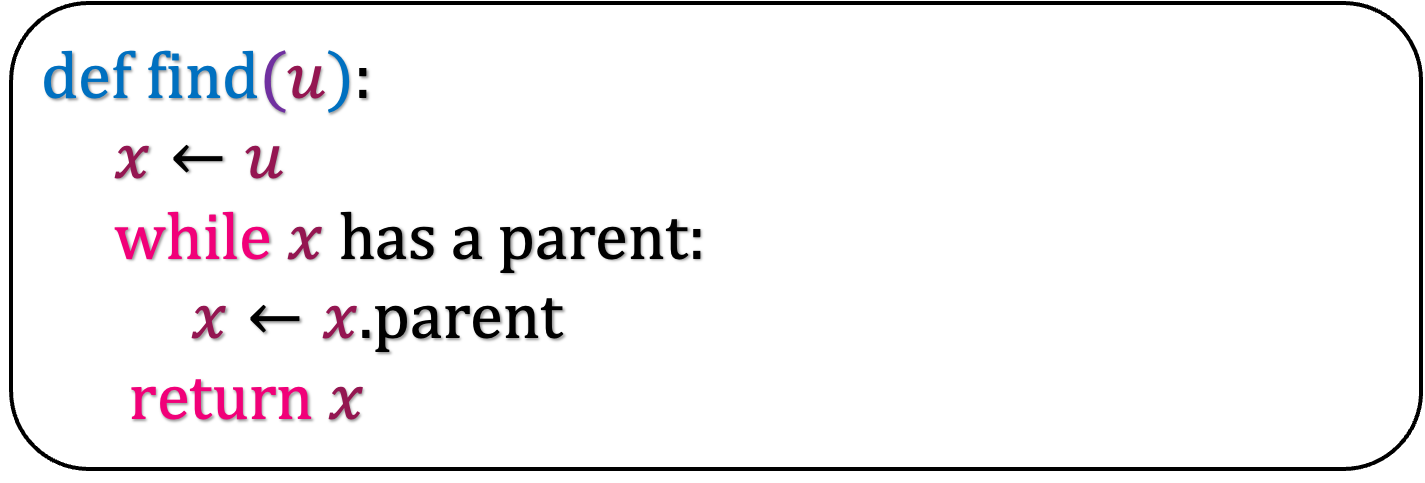 def find(u):
x ← u
while x has a parent:
x ← x.parent
return x